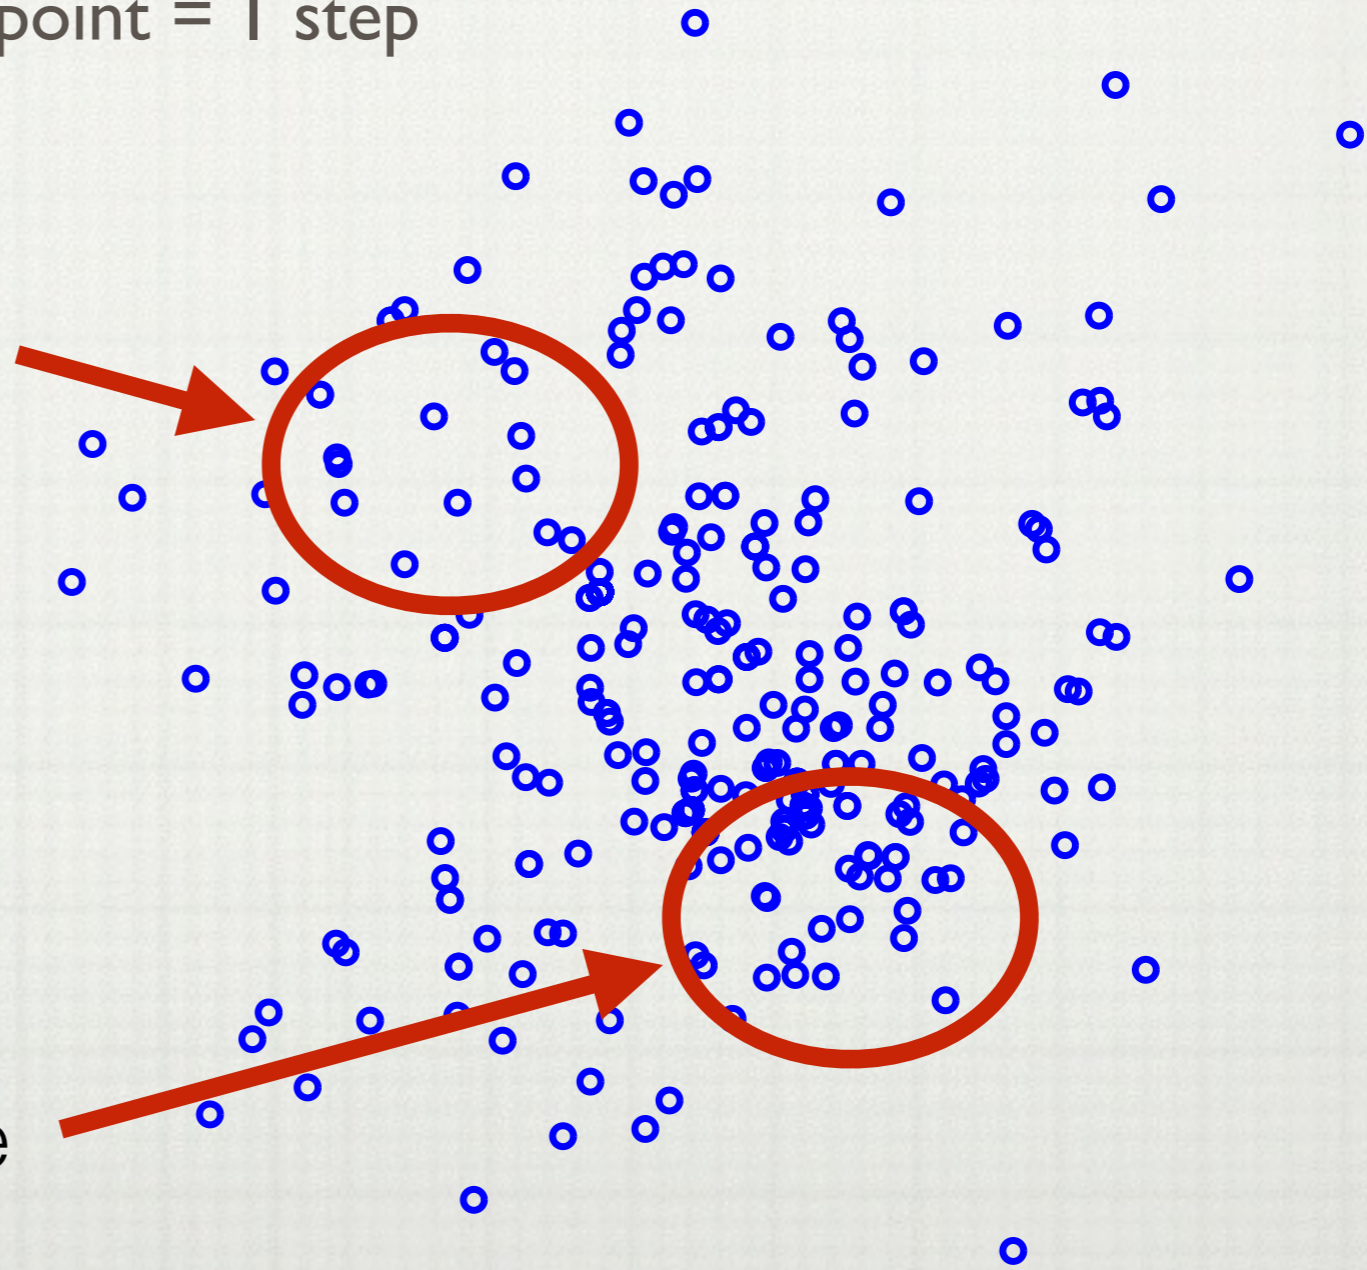 point = 1 step
e